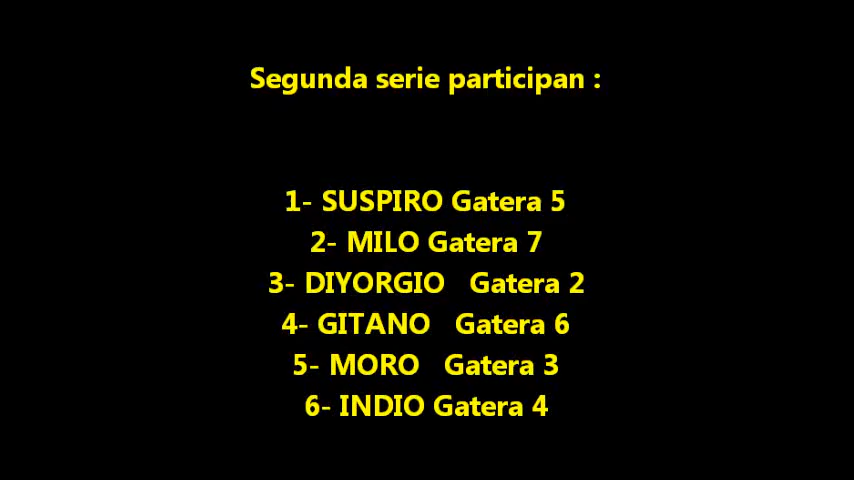 Segunda serie participan :
1- SUSPIRO Gatera 5
2- MILO Gatera 7
3- DIYORGIO Gatera 2
4- GITANO Gatera 6
5- MORO Gatera 3
6- INDIO Gatera 4